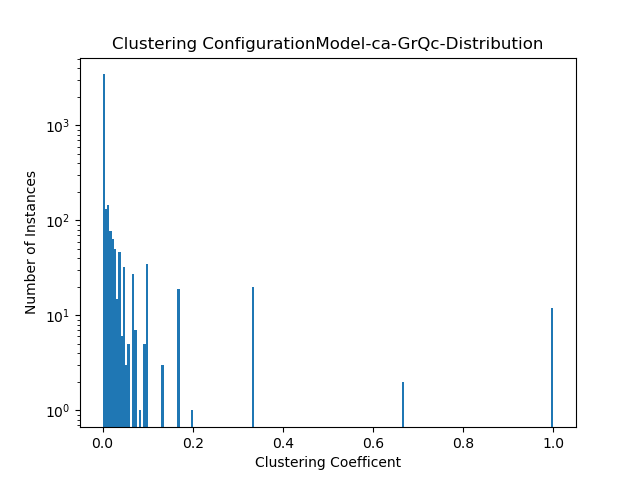 Clustering ConfigurationModel-ca-GrQc-Distribution
Number of Instances
10³
10²
10¹
10⁰
0.0 0.2 0.4 0.6 0.8 1.0
Clustering Coefficent